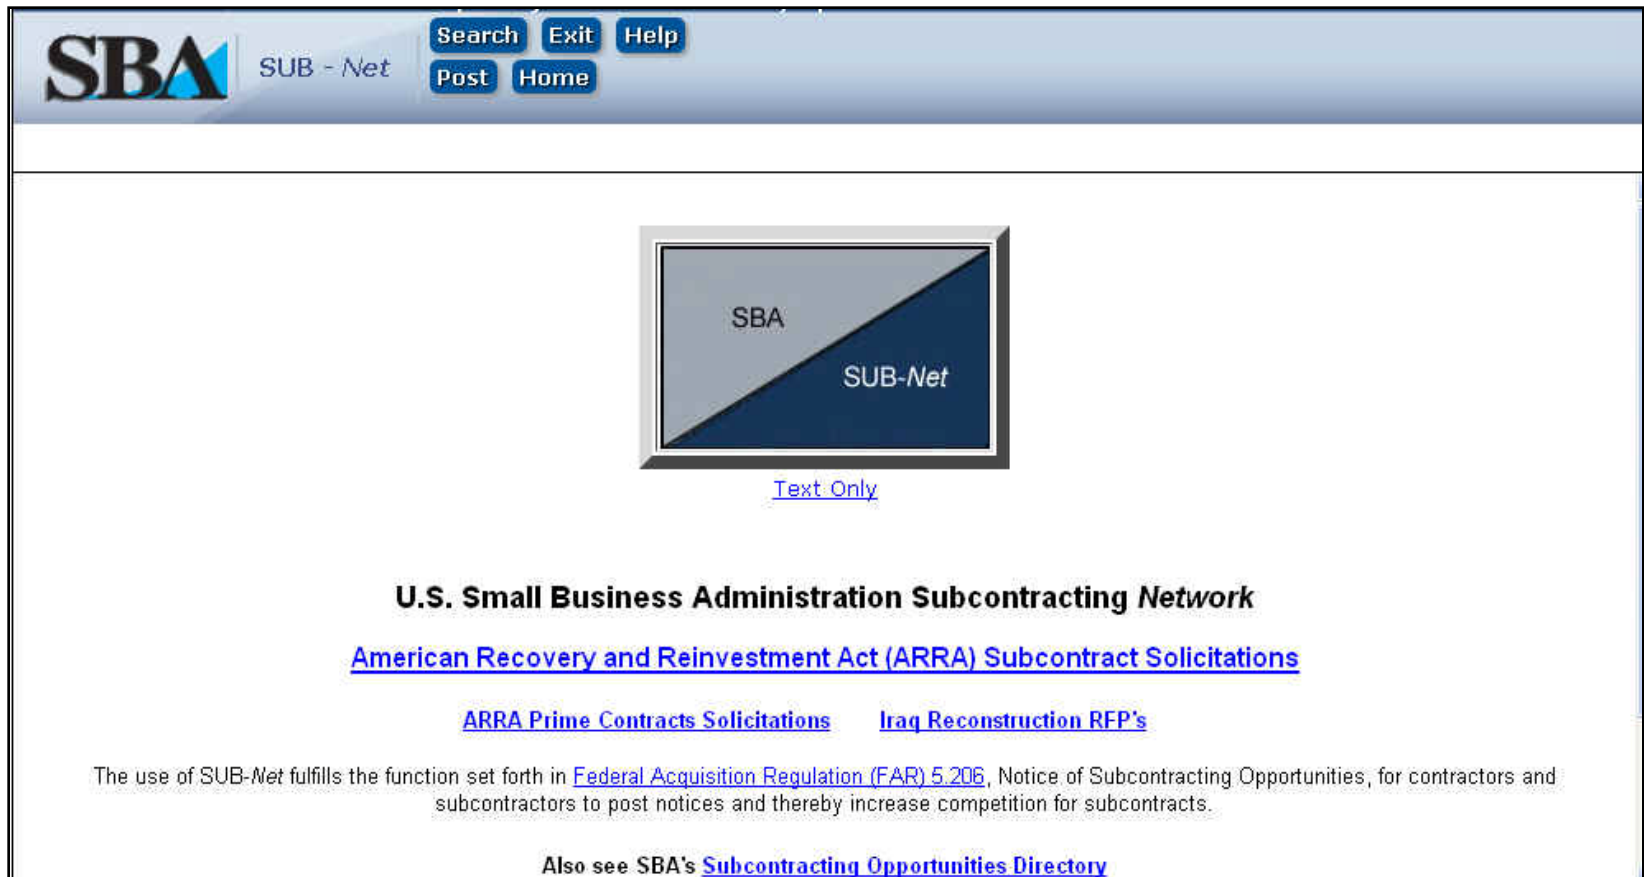 SBA
SUB - Net
Search Exit Help
Post Home
SBA
SUB-Net
Text Only
U.S. Small Business Administration Subcontracting Network
American Recovery and Reinvestment Act (ARRA) Subcontract Solicitations
ARRA Prime Contracts Solicitations Iraq Reconstruction RFP's
The use of SUB-Net fulfills the function set forth in Federal Acquisition Regulation (FAR) 5.206, Notice of Subcontracting Opportunities, for contractors and
subcontractors to post notices and thereby increase competition for subcontracts.
Also see SBA's Subcontracting Opportunities Directory